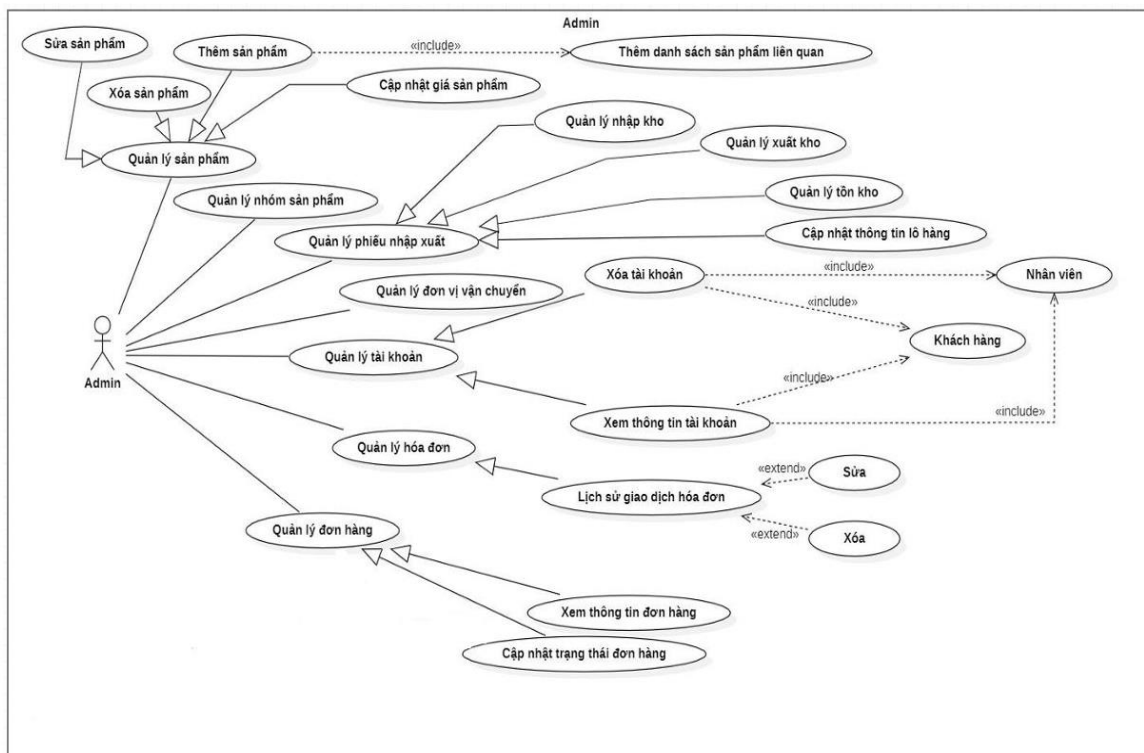 Admin
Sửa sản phẩm
Thêm sản phẩm
«include»
Thêm danh sách sản phẩm liên quan
Xóa sản phẩm
Cập nhật giá sản phẩm
Quản lý nhập kho
Quản lý xuất kho
Quản lý sản phẩm
Quản lý nhóm sản phẩm
Quản lý tồn kho
Quản lý phiếu nhập xuất
Cập nhật thông tin lô hàng
Xóa tài khoản
«include»
Nhân viên
Quản lý đơn vị vận chuyển
«include»
Khách hàng
Quản lý tài khoản
Admin
«include»
«include»
Xem thông tin tài khoản
Quản lý hóa đơn
«extend»
Sửa
Lịch sử giao dịch hóa đơn
Quản lý đơn hàng
«extend»
Xóa
Xem thông tin đơn hàng
Cập nhật trạng thái đơn hàng